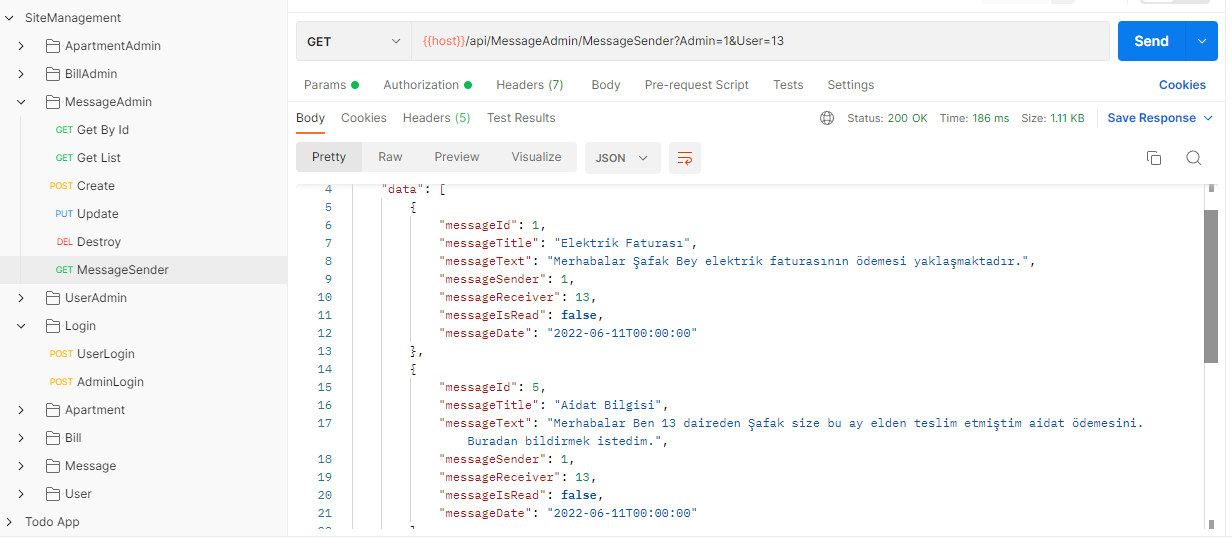 SiteManagement
ApartmentAdmin
BillAdmin
MessageAdmin
GET Get By Id
GET Get List
POST Create
PUT Update
DEL Destroy
GET MessageSender
UserAdmin
Login
POST UserLogin
POST AdminLogin
Apartment
Bill
Message
User
Todo App
GET {{host}}/api/MessageAdmin/MessageSender?Admin=1&User=13 Send
Params Authorization Headers (7) Body Pre-request Script Tests Settings Cookies
Body Cookies Headers (5) Test Results Status: 200 OK Time: 186 ms Size: 1.11 KB Save Response
Pretty Raw Preview Visualize JSON
4 "data": [
5 {
6 "messageId": 1,
7 "messageTitle": "Elektrik Faturası",
8 "messageText": "Merhabalar Şafak Bey elektrik faturasının ödemesi yaklaşmaktadır.",
9 "messageSender": 1,
10 "messageReceiver": 13,
11 "messageIsRead": false,
12 "messageDate": "2022-06-11T00:00:00"
13 },
14 {
15 "messageId": 5,
16 "messageTitle": "Aidat Bilgisi",
17 "messageText": "Merhabalar Ben 13 daireden Şafak size bu ay elden teslim etmiştim aidat ödemesini.
Buradan bildirmek istedim.",
18 "messageSender": 1,
19 "messageReceiver": 13,
20 "messageIsRead": false,
21 "messageDate": "2022-06-11T00:00:00"